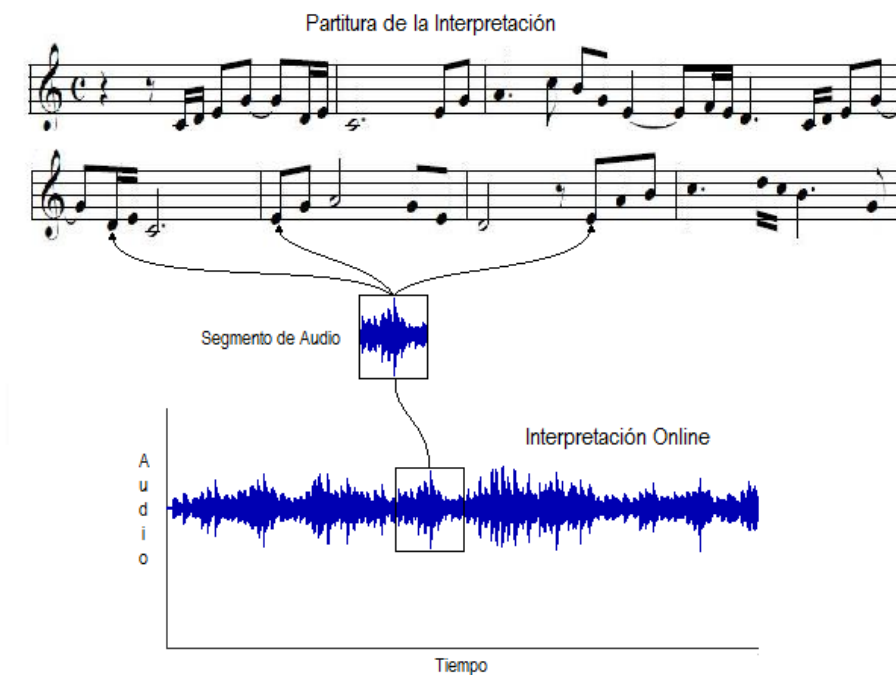 Partitura de la Interpretación
Segmento de Audio
Interpretación Online
A
u
d
i
o
Tiempo